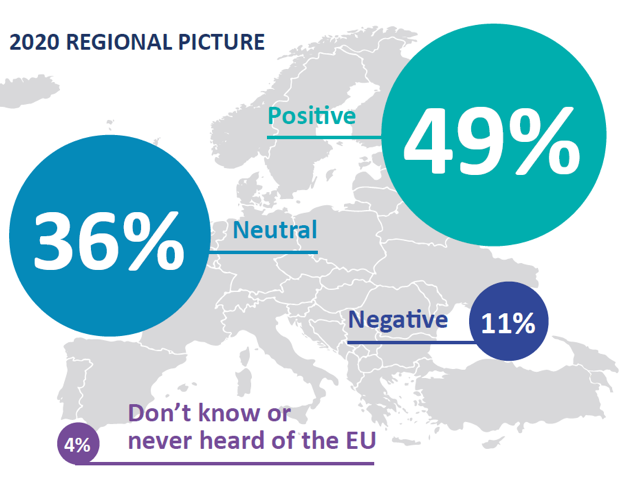 2020 REGIONAL PICTURE
Positive
49%
36%
Neutral
Negative
11%
4%
Don't know or
never heard of the EU